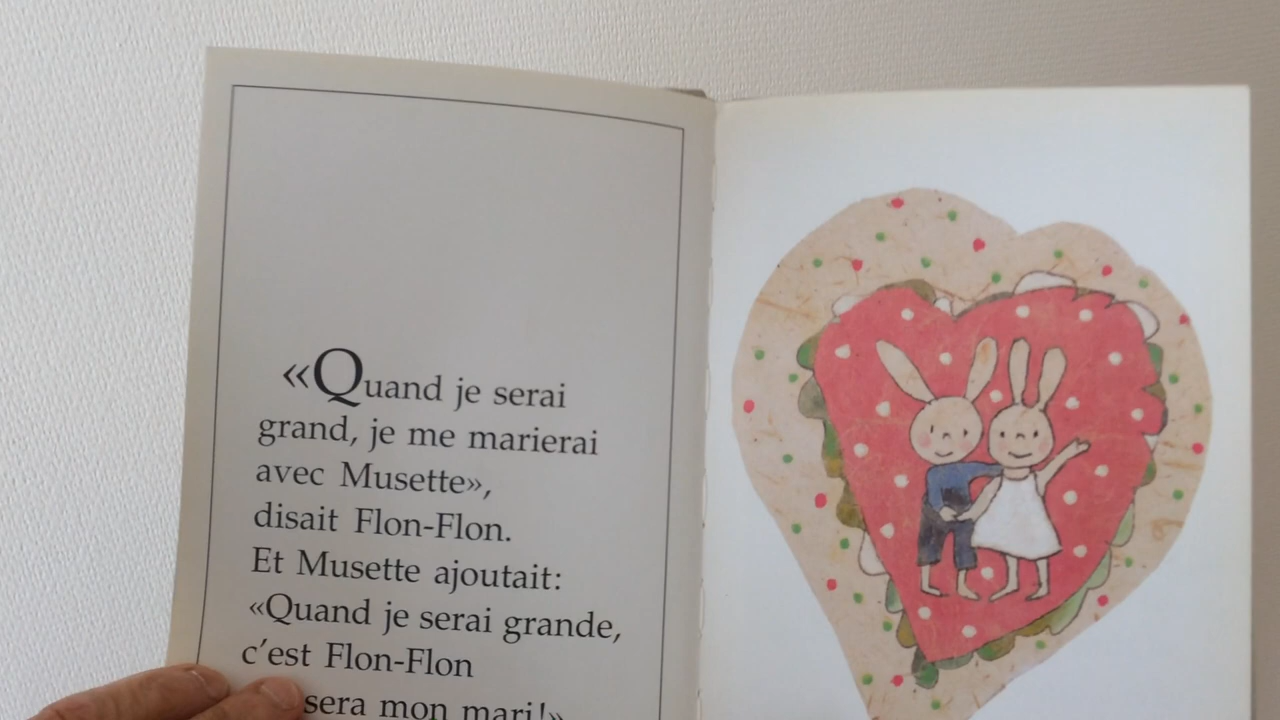 «Quand je serai
grand, je me marierai
avec Musette»,
disait Flon-Flon.
Et Musette ajoutait:
«Quand je serai grande,
c’est Flon-Flon
sera mon mari!»